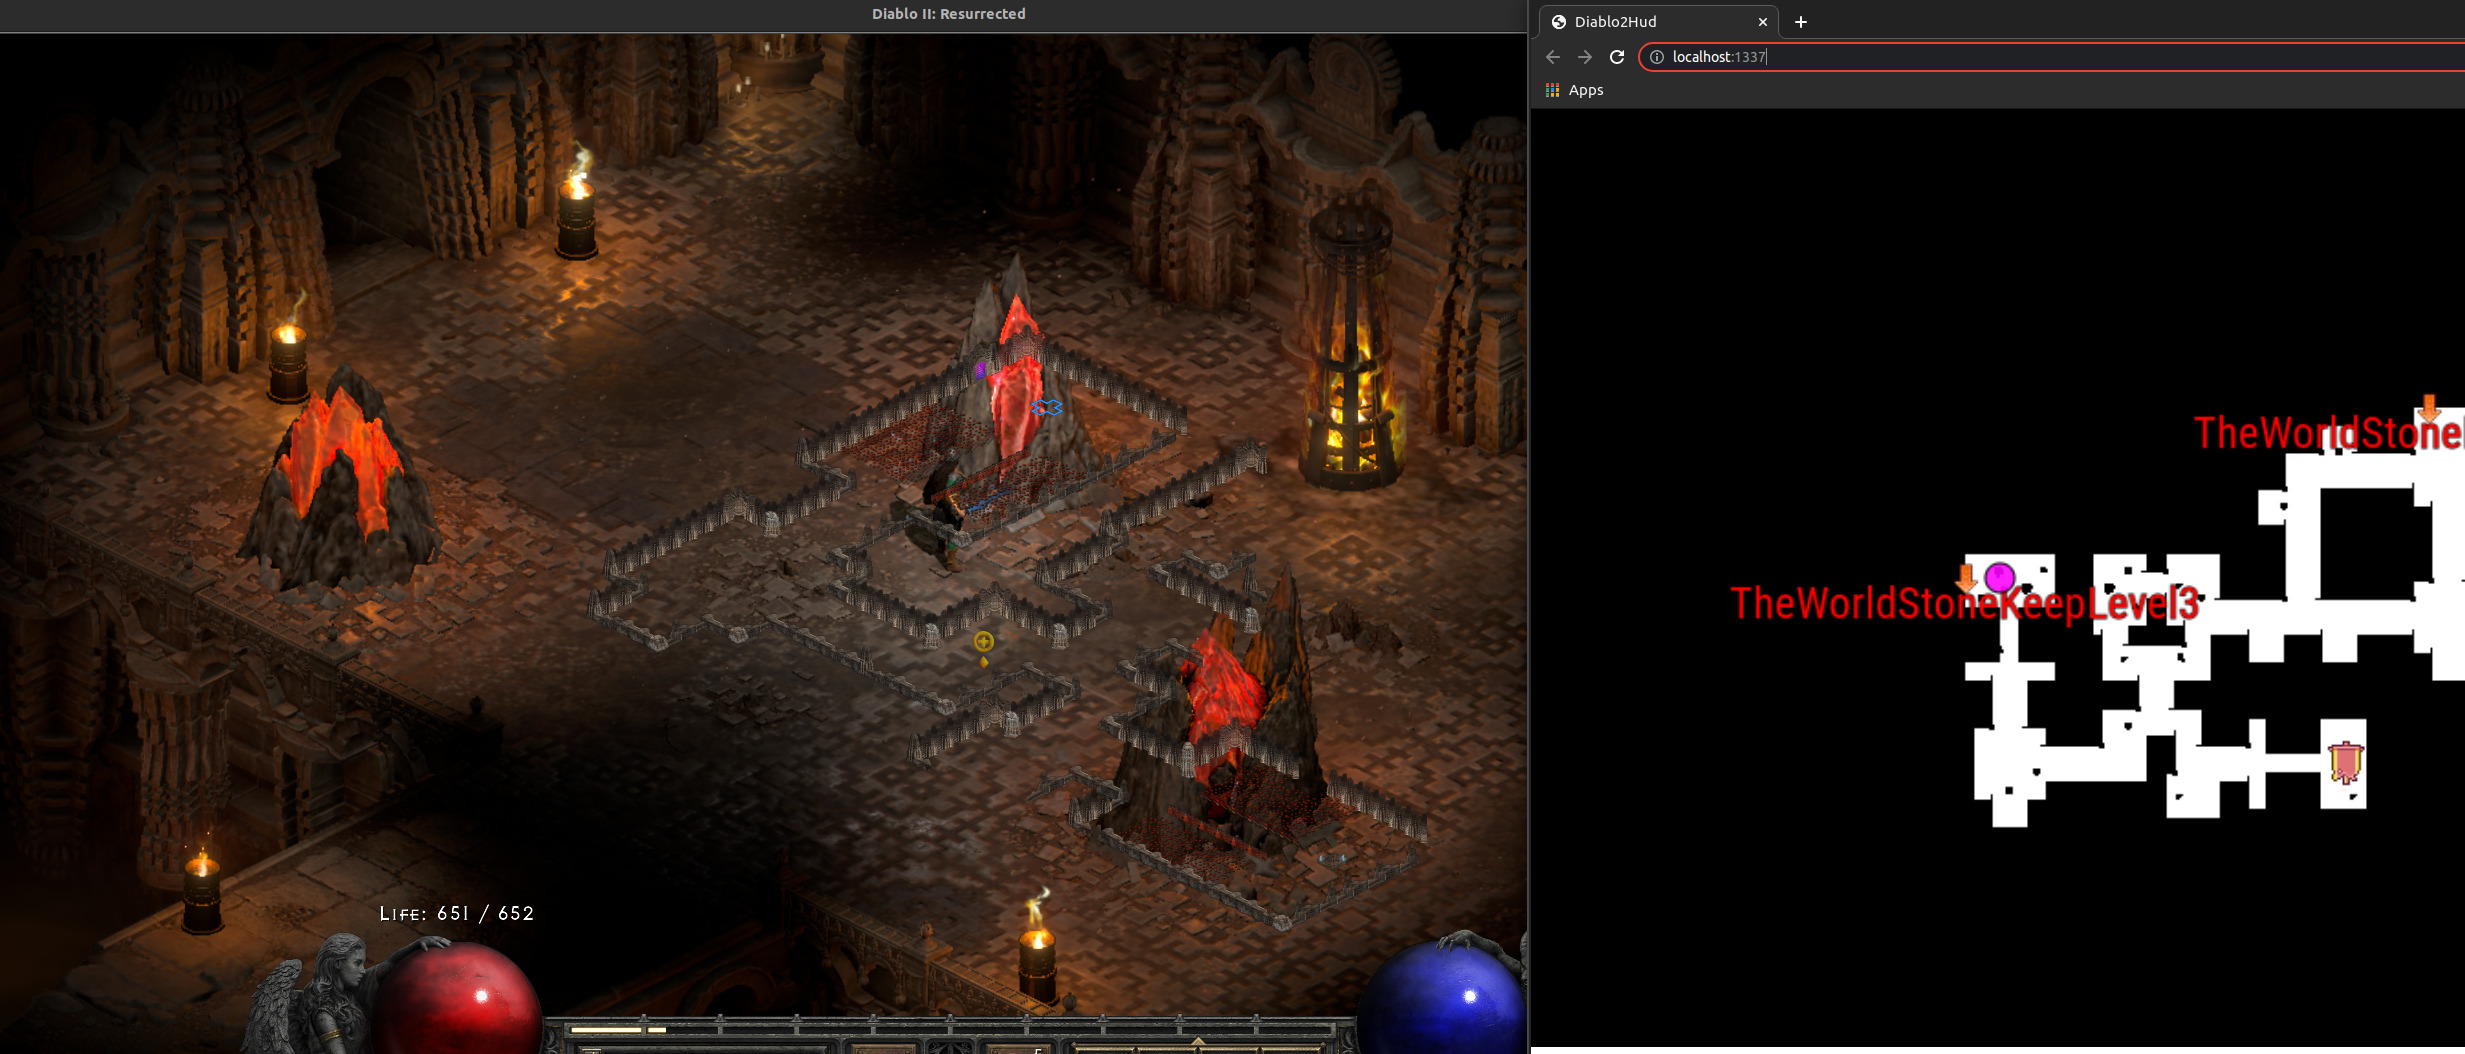 Diablo II: Resurrected
Diablo2Hud
localhost:1337
Apps
TheWorldStone
TheWorldStoneKeepLevel3
Life: 651 / 652